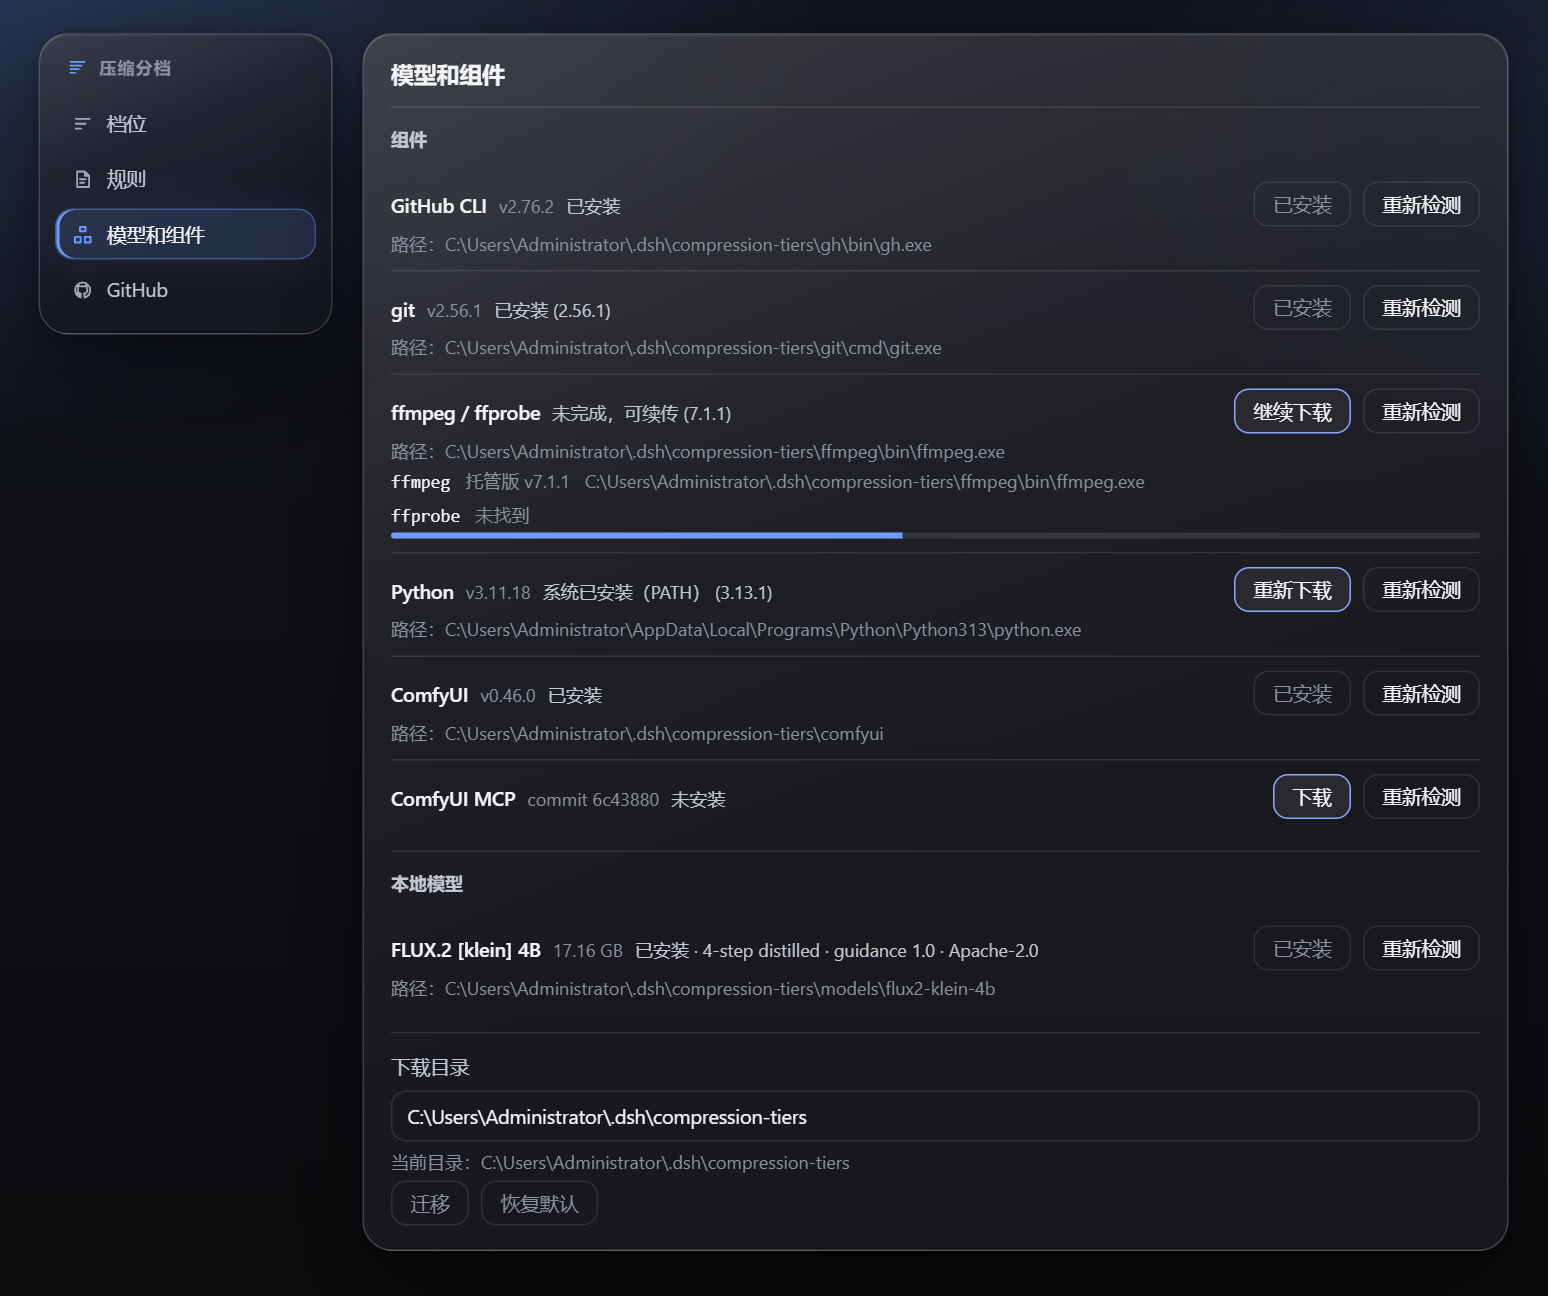 压缩分档
档位
规则
模型和组件
GitHub
模型和组件
组件
GitHub CLI v2.76.2 已安装 已安装 重新检测
路径：C:\Users\Administrator\.dsh\compression-tiers\gh\bin\gh.exe
git v2.56.1 已安装 (2.56.1) 已安装 重新检测
路径：C:\Users\Administrator\.dsh\compression-tiers\git\cmd\git.exe
ffmpeg / ffprobe 未完成，可续传 (7.1.1) 继续下载 重新检测
路径：C:\Users\Administrator\.dsh\compression-tiers\ffmpeg\bin\ffmpeg.exe
ffmpeg 托管版 v7.1.1 C:\Users\Administrator\.dsh\compression-tiers\ffmpeg\bin\ffmpeg.exe
ffprobe 未找到
Python v3.11.18 系统已安装（PATH） (3.13.1) 重新下载 重新检测
路径：C:\Users\Administrator\AppData\Local\Programs\Python\Python313\python.exe
ComfyUI v0.46.0 已安装 已安装 重新检测
路径：C:\Users\Administrator\.dsh\compression-tiers\comfyui
ComfyUI MCP commit 6c43880 未安装 下载 重新检测
本地模型
FLUX.2 [klein] 4B 17.16 GB 已安装 · 4-step distilled · guidance 1.0 · Apache-2.0 已安装 重新检测
路径：C:\Users\Administrator\.dsh\compression-tiers\models\flux2-klein-4b
下载目录
C:\Users\Administrator\.dsh\compression-tiers
当前目录：C:\Users\Administrator\.dsh\compression-tiers
迁移 恢复默认